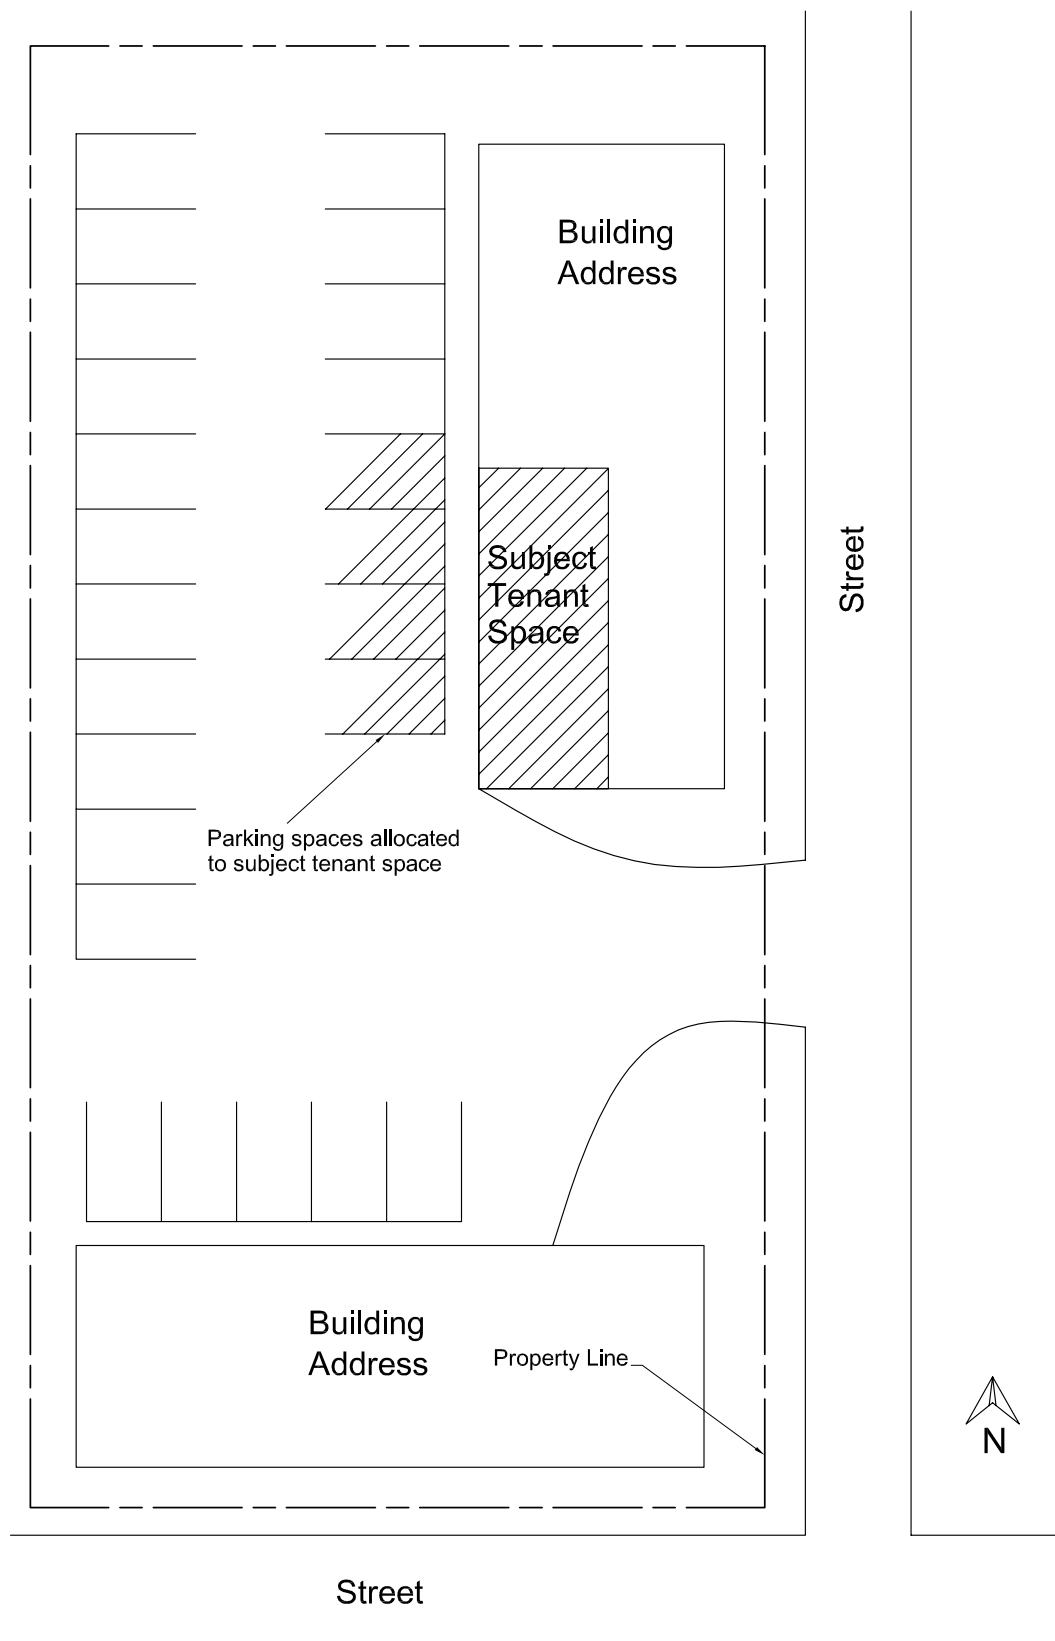 Building
Address
Street
Subject
Tenant
Space
Parking spaces allocated
to subject tenant space
Building
Address
Property Line
N
Street